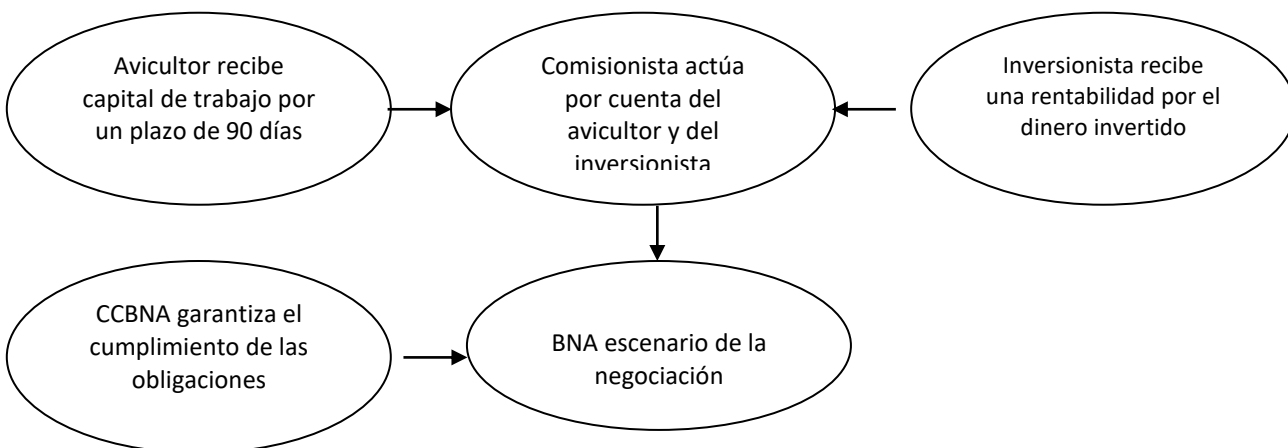 Avicultor recibe
capital de trabajo por
un plazo de 90 días
Comisionista actúa
por cuenta del
avicultor y del
inversionista
Inversionista recibe
una rentabilidad por el
dinero invertido
CCBNA garantiza el
cumplimiento de las
obligaciones
BNA escenario de la
negociación